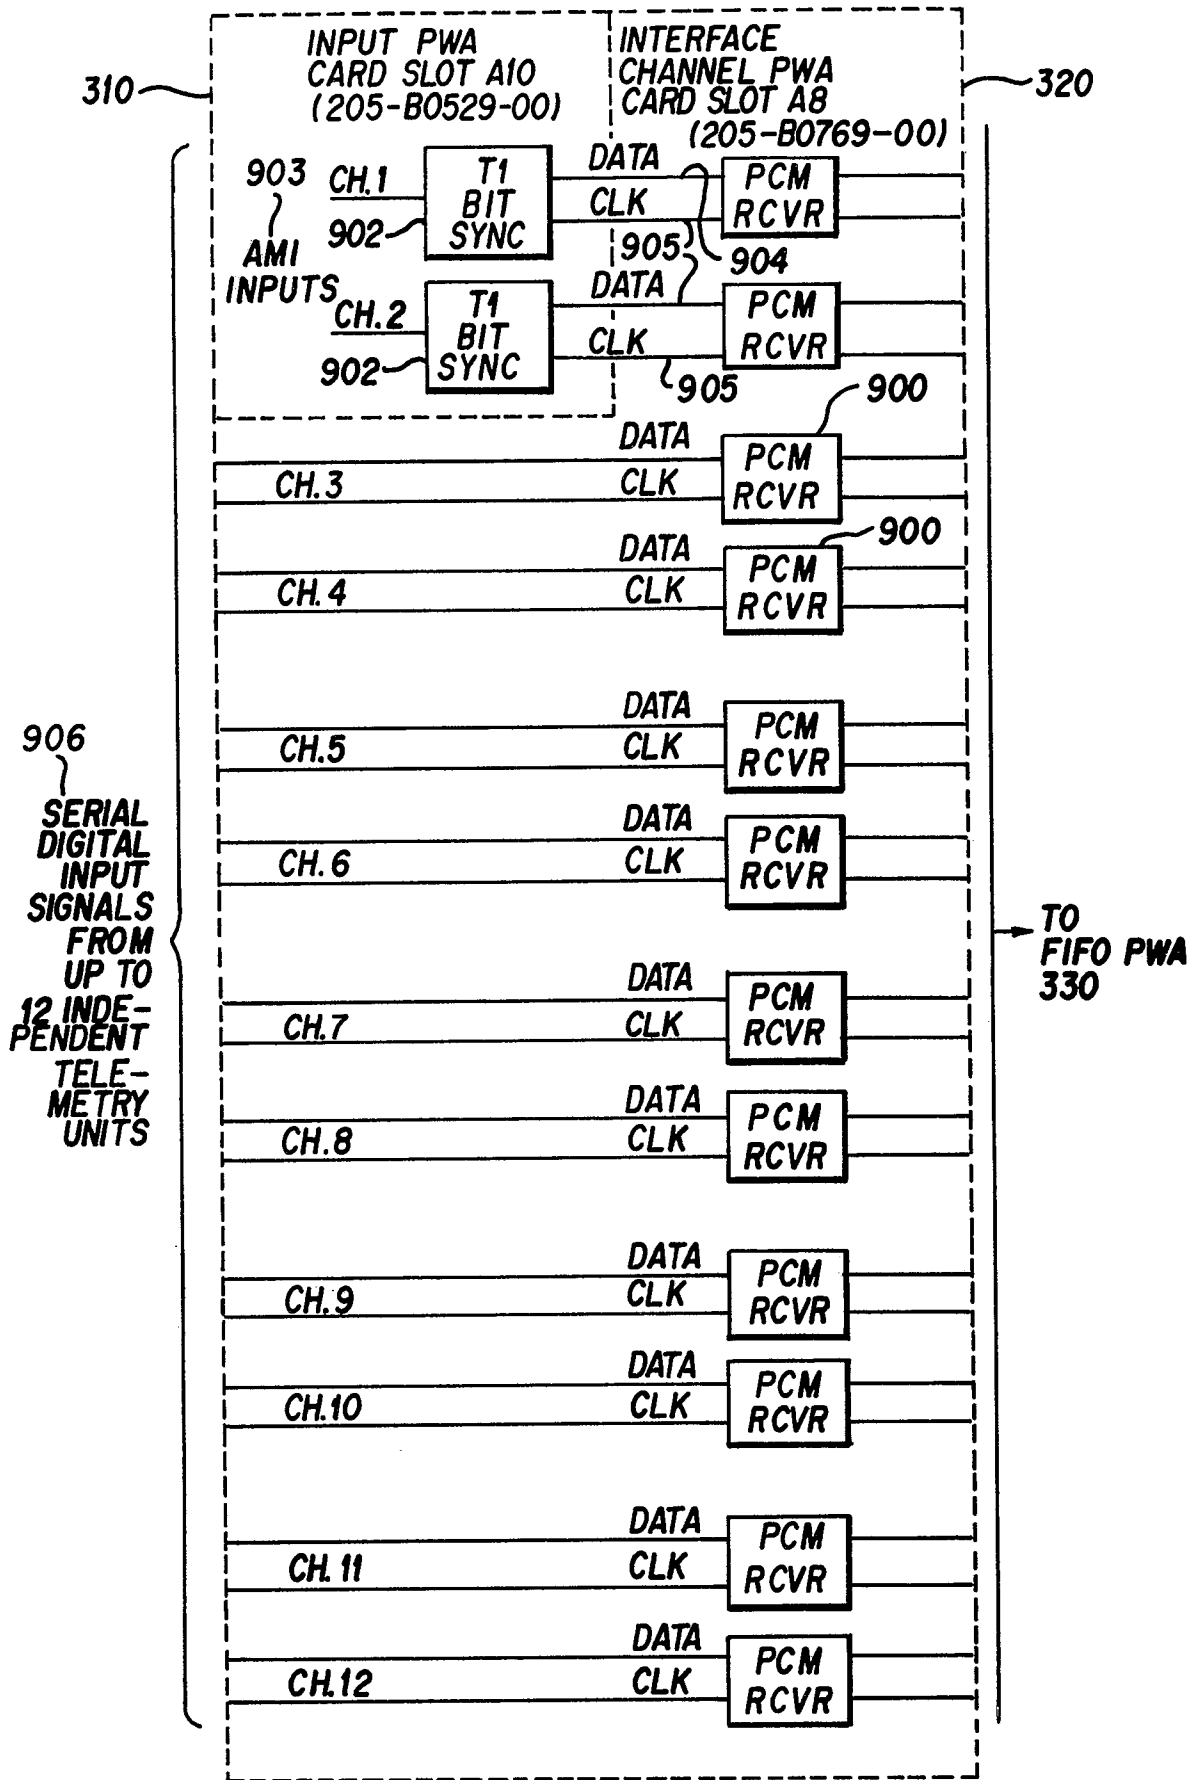 INPUT PWA
CARD SLOT A10
(205-B0529-00)
INTERFACE
CHANNEL PWA
CARD SLOT A8
(205-B0769-00)
310
320
903
AMI
INPUTS
CH.1
902
T1
BIT
SYNC
DATA
CLK
905
904
PCM
RCVR
CH.2
902
T1
BIT
SYNC
DATA
CLK
905
PCM
RCVR
900
DATA
CH.3
CLK
PCM
RCVR
900
DATA
CH.4
CLK
PCM
RCVR
DATA
CH.5
CLK
PCM
RCVR
DATA
CH.6
CLK
PCM
RCVR
906
SERIAL
DIGITAL
INPUT
SIGNALS
FROM
UP TO
12 INDE-
PENDENT
TELE-
METRY
UNITS
TO
FIFO PWA
330
DATA
CH.7
CLK
PCM
RCVR
DATA
CH.8
CLK
PCM
RCVR
DATA
CH.9
CLK
PCM
RCVR
DATA
CH.10
CLK
PCM
RCVR
DATA
CH.11
CLK
PCM
RCVR
DATA
CH.12
CLK
PCM
RCVR